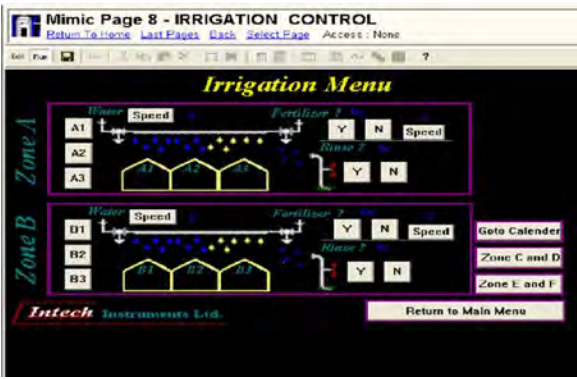 Mimic Page 8 - IRRIGATION CONTROL
Return To Home Last Pages Back Select Page Access : None
Edit Run
Irrigation Menu
Zone A
Water Speed Fertilizer ?
A1 Y N Speed
A2 Rinse ?
A3 A1 A2 A3 Y N
Zone B
Water Speed Fertilizer ?
B1 Y N Speed Goto Calender
B2 Rinse ? Zone C and D
B3 B1 B2 B3 Y N Zone E and F
Intech Instruments Ltd. Return to Main Menu